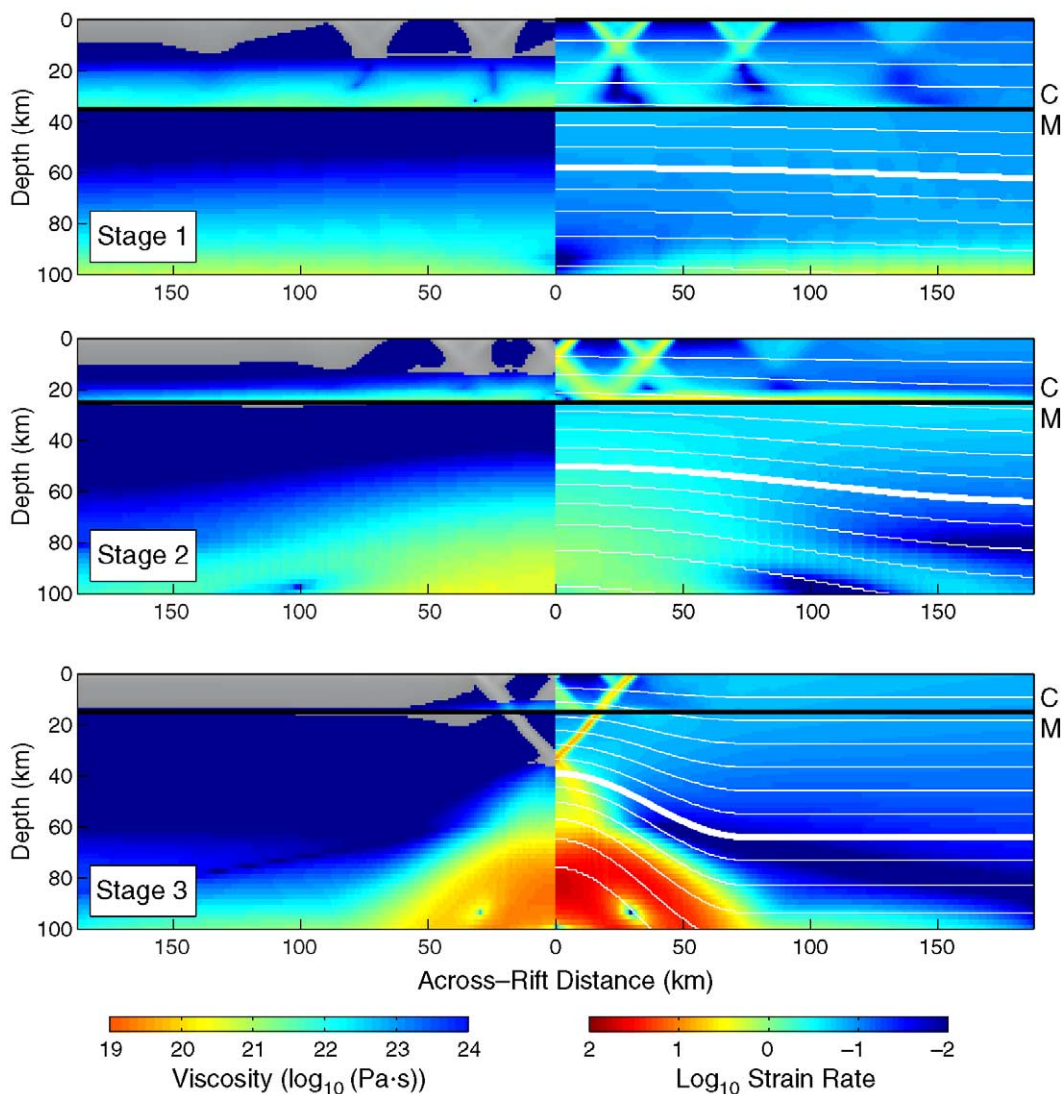 0
20
40
60
80
100
Depth (km)
Stage 1
C
M
150 100 50 0 50 100 150
0
20
40
60
80
100
Depth (km)
Stage 2
C
M
150 100 50 0 50 100 150
0
20
40
60
80
100
Depth (km)
Stage 3
C
M
150 100 50 0 50 100 150
Across–Rift Distance (km)
19 20 21 22 23 24
Viscosity (log₁₀ (Pa·s))
2 1 0 –1 –2
Log₁₀ Strain Rate